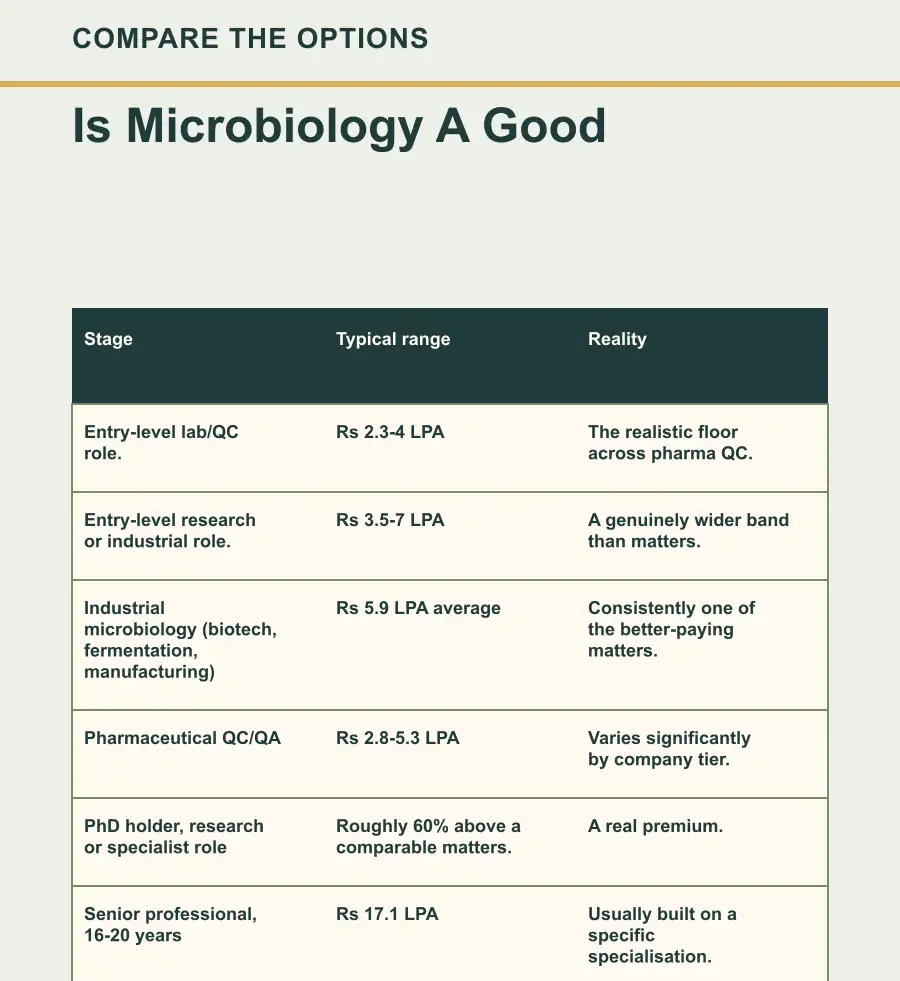 COMPARE THE OPTIONS
Is Microbiology A Good
Stage
Typical range
Reality
Entry-level lab/QC
role.
Rs 2.3-4 LPA
The realistic floor
across pharma QC.
Entry-level research
or industrial role.
Rs 3.5-7 LPA
A genuinely wider band
than matters.
Industrial
microbiology (biotech,
fermentation,
manufacturing)
Rs 5.9 LPA average
Consistently one of
the better-paying
matters.
Pharmaceutical QC/QA
Rs 2.8-5.3 LPA
Varies significantly
by company tier.
PhD holder, research
or specialist role
Roughly 60% above a
comparable matters.
A real premium.
Senior professional,
16-20 years
Rs 17.1 LPA
Usually built on a
specific
specialisation.